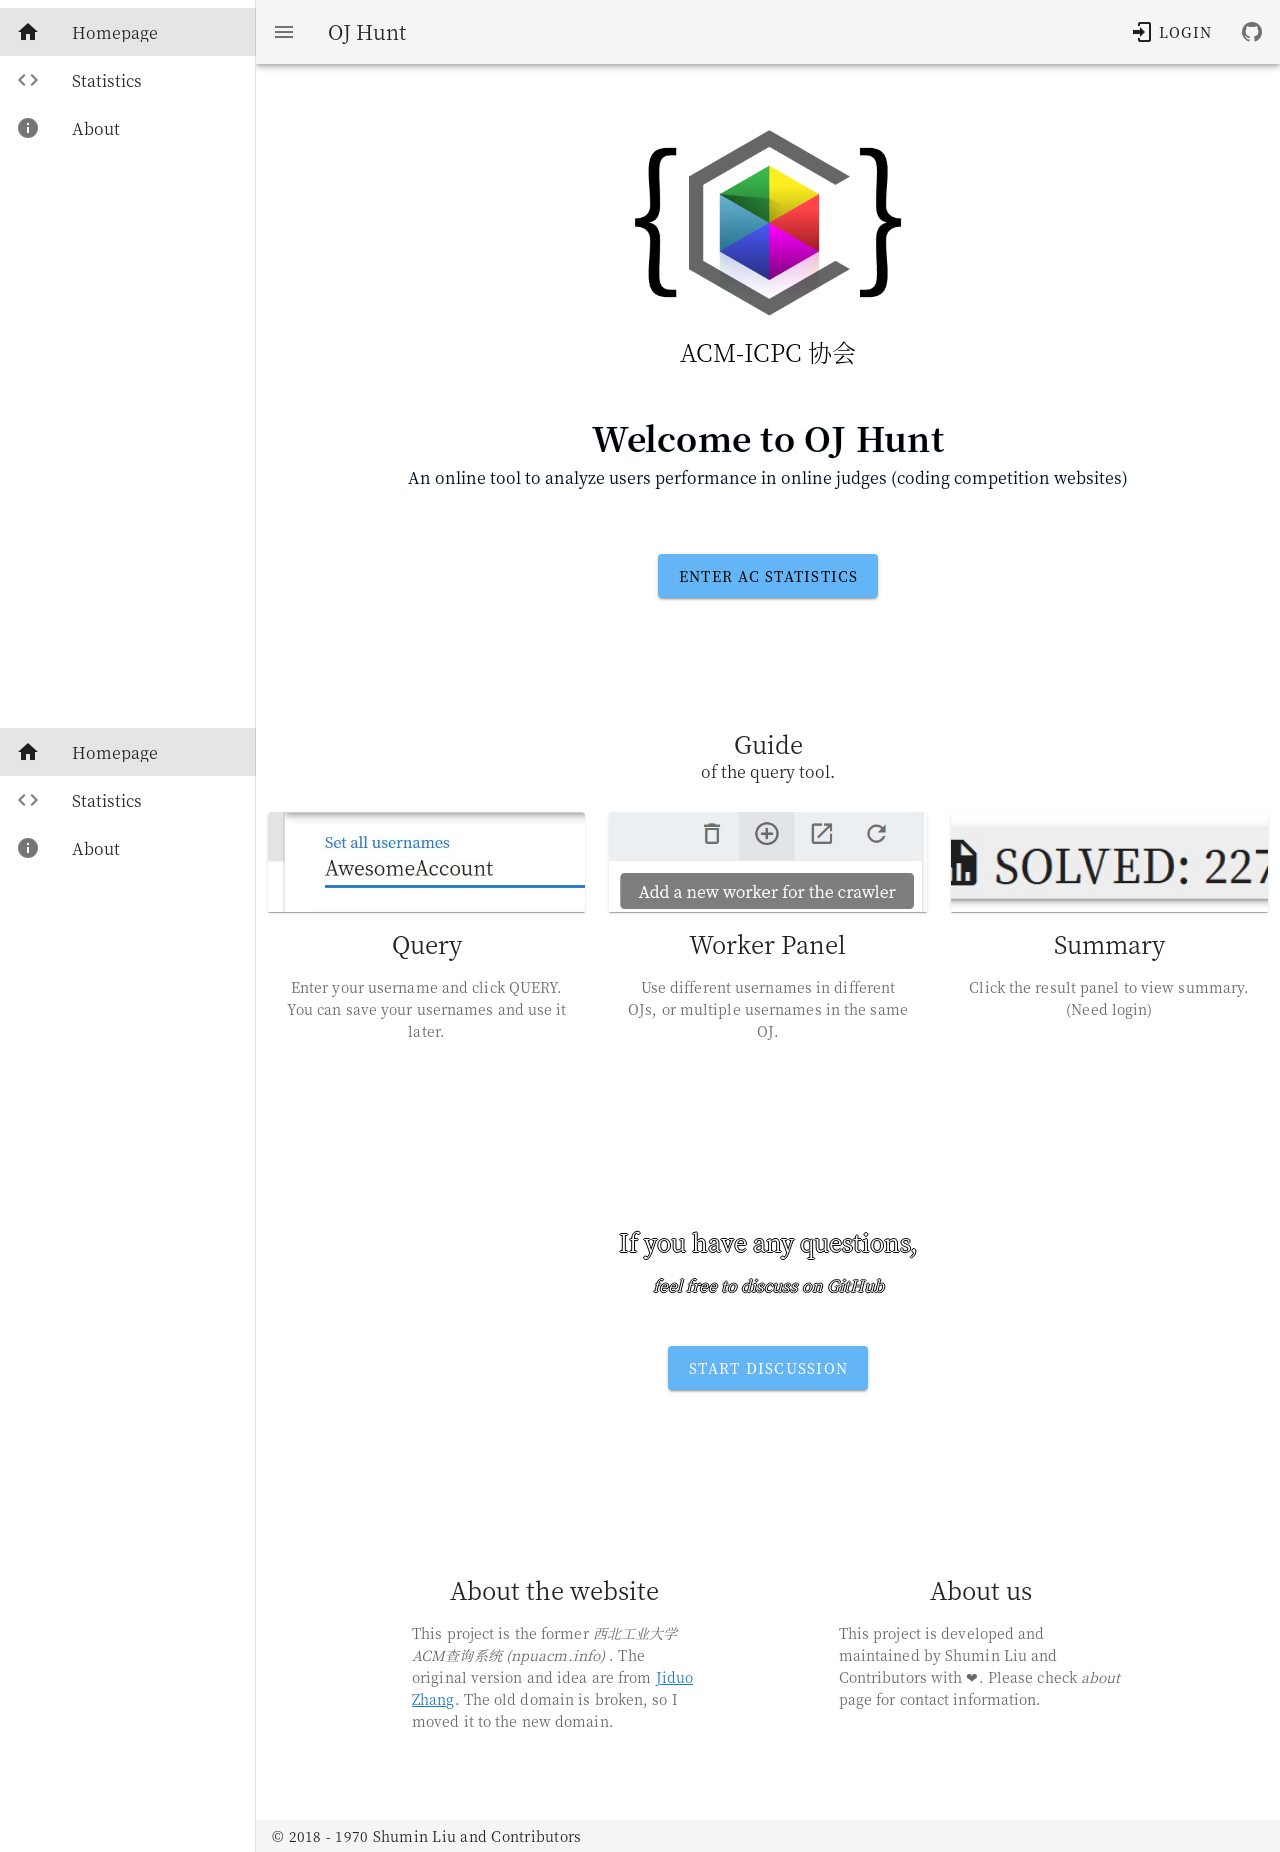 Homepage
Statistics
About
OJ Hunt
LOGIN
ACM-ICPC 协会
Welcome to OJ Hunt
An online tool to analyze users performance in online judges (coding competition websites)
ENTER AC STATISTICS
Homepage
Statistics
About
Guide
of the query tool.
Set all usernames
AwesomeAccount
Query
Enter your username and click QUERY.
You can save your usernames and use it
later.
Add a new worker for the crawler
Worker Panel
Use different usernames in different
OJs, or multiple usernames in the same
OJ.
SOLVED: 227
Summary
Click the result panel to view summary.
(Need login)
If you have any questions,
feel free to discuss on GitHub
START DISCUSSION
About the website
This project is the former 西北工业大学
ACM查询系统 (npuacm.info) . The
original version and idea are from Jiduo
Zhang. The old domain is broken, so I
moved it to the new domain.
About us
This project is developed and
maintained by Shumin Liu and
Contributors with ❤. Please check about
page for contact information.
© 2018 - 1970 Shumin Liu and Contributors